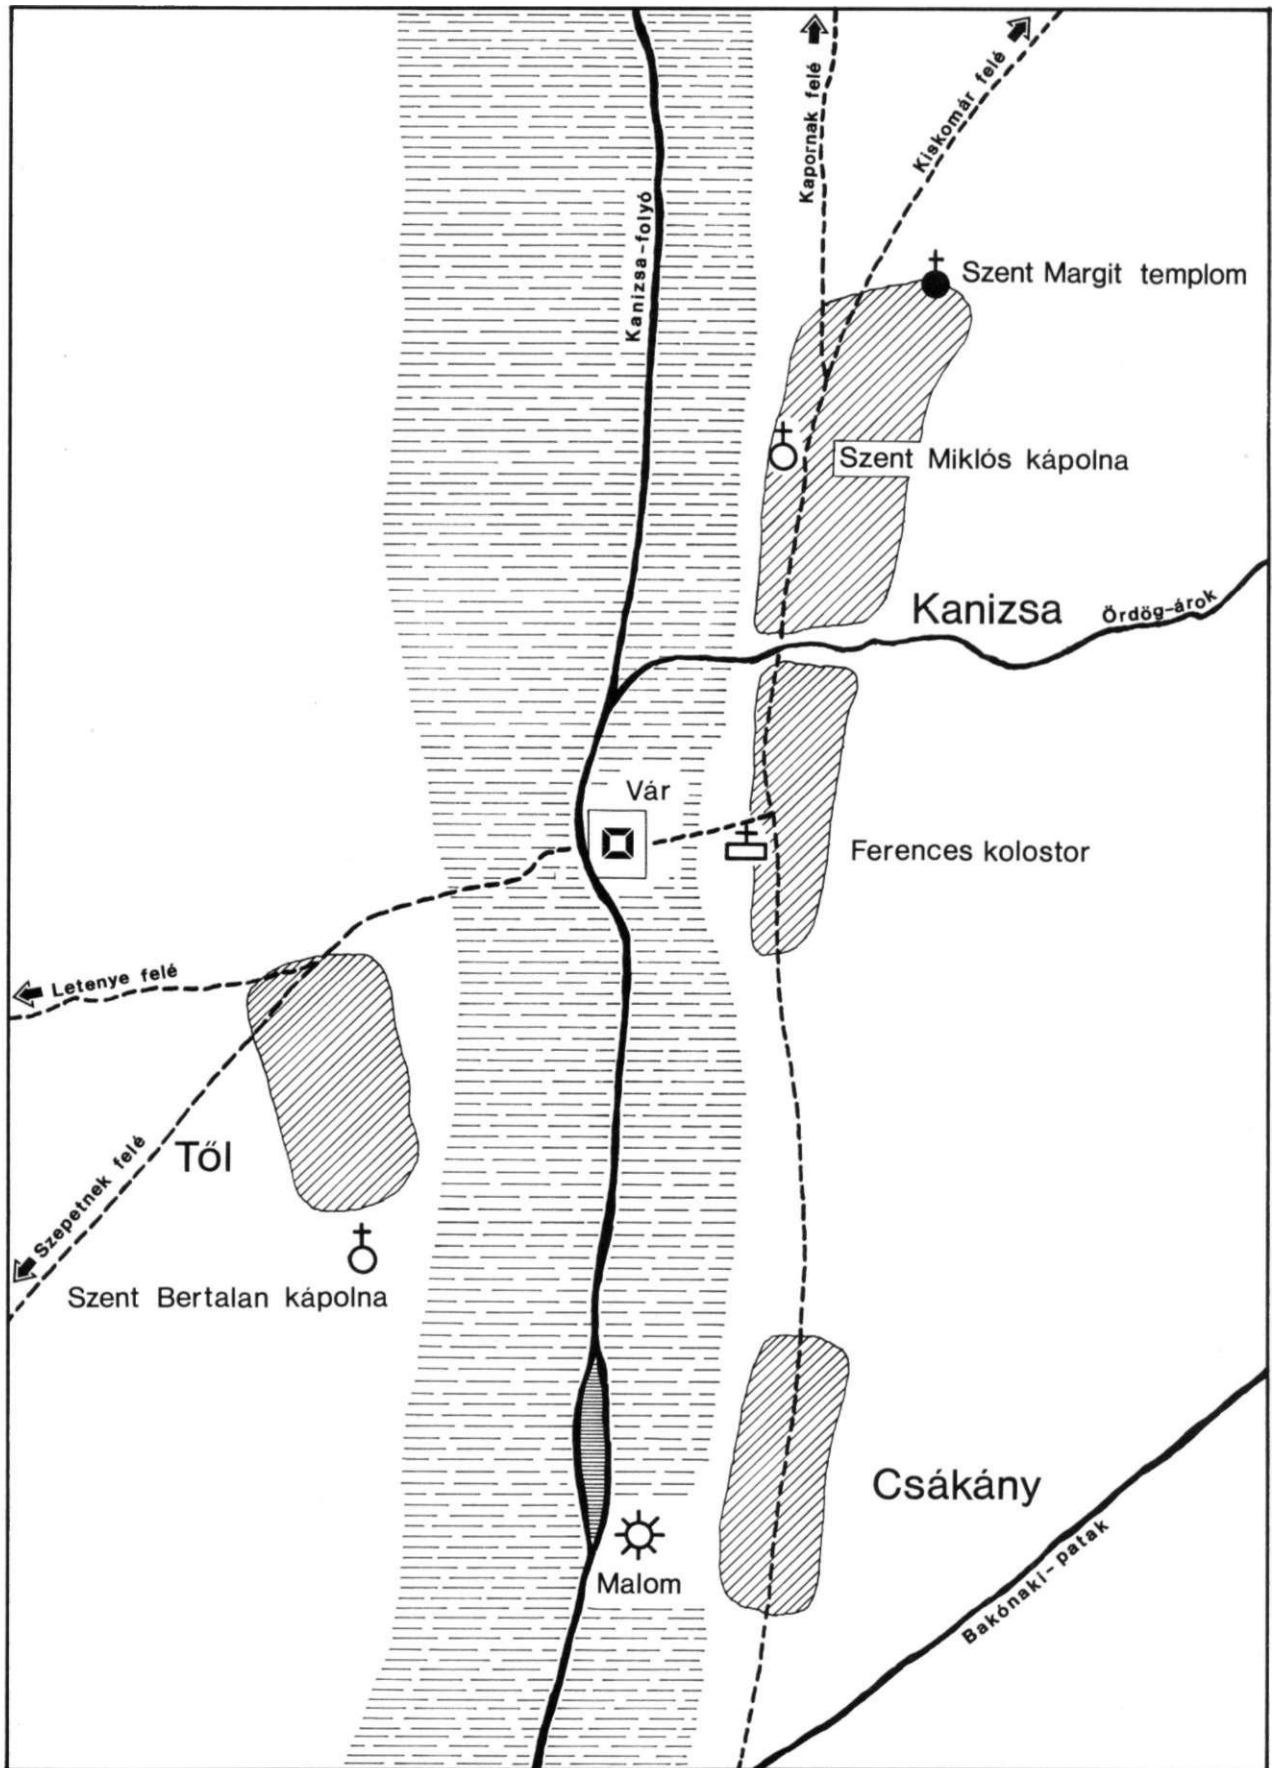 Kapornak felé
Kiskomár felé
Kanizsa-folyó
Szent Margit templom
Szent Miklós kápolna
Kanizsa
Ördög-árok
Vár
Ferences kolostor
Letenye felé
Től
Szepetnek felé
Szent Bertalan kápolna
Csákány
Malom
Bakónaki-patak